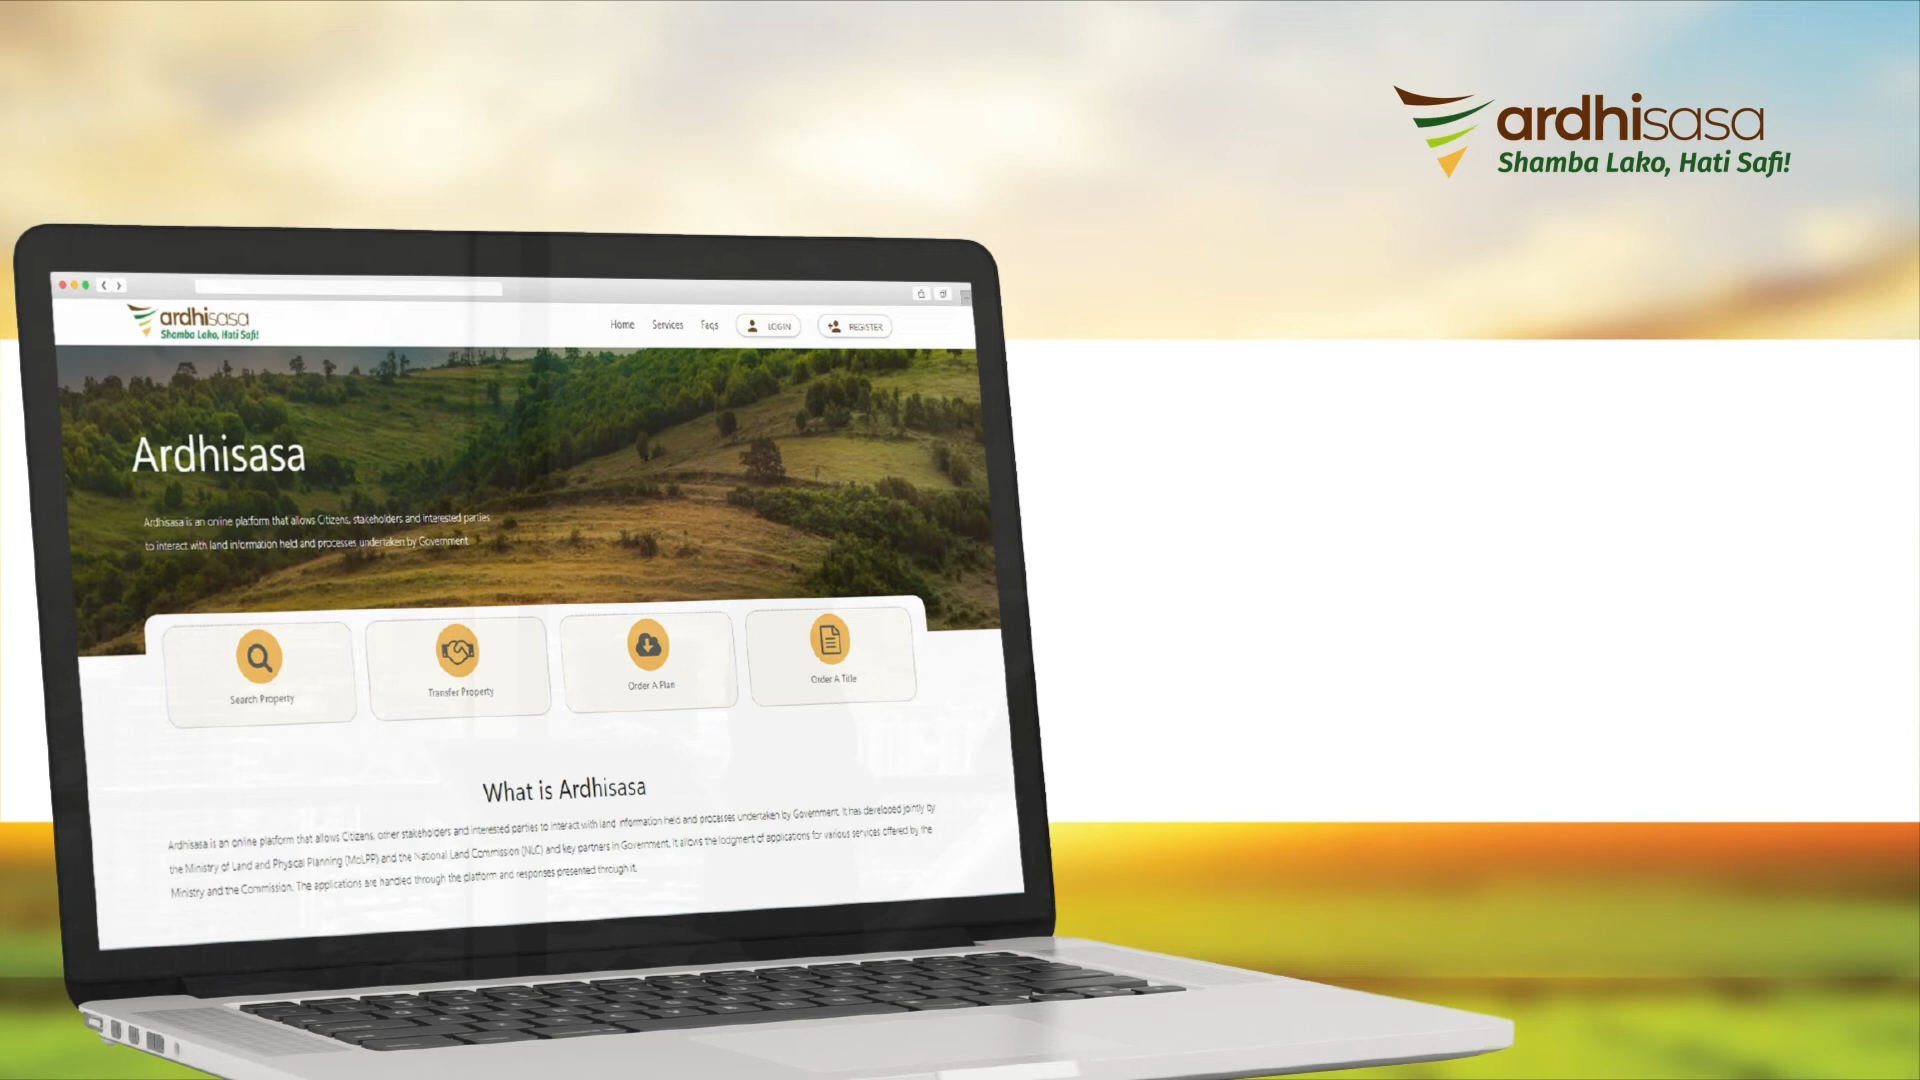 ardhisasa
Shamba Lako, Hati Safi!
ardhisasa
Shamba Lako, Hati Safi!
Home Services Faqs LOGIN REGISTER
Ardhisasa
Ardhisasa is an online platform that allows Citizens, stakeholders and interested parties
to interact with land information held and processes undertaken by Government.
Search Property Transfer Property Order A Plan Order A Title
What is Ardhisasa
Ardhisasa is an online platform that allows Citizens, other stakeholders and interested parties to interact with land information held and processes undertaken by Government. It has developed jointly by
the Ministry of Land and Physical Planning (MoLPP) and the National Land Commission (NLC) and key partners in Government. It allows the lodgment of applications for various services offered by the
Ministry and the Commission. The applications are handled through the platform and responses presented through it.